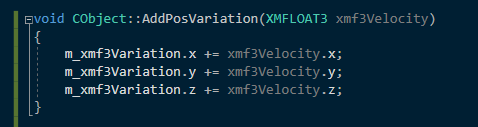 void CObject::AddPosVariation(XMFLOAT3 xmf3Velocity)
{
m_xmf3Variation.x += xmf3Velocity.x;
m_xmf3Variation.y += xmf3Velocity.y;
m_xmf3Variation.z += xmf3Velocity.z;
}